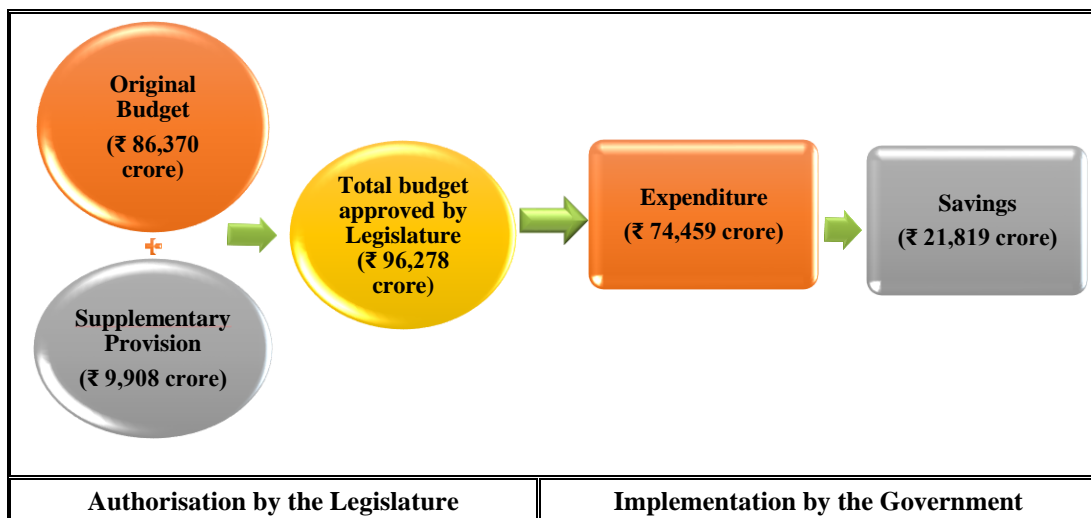 Original
Budget
(₹ 86,370
crore)
+
Supplementary
Provision
(₹ 9,908 crore)
Total budget
approved by
Legislature
(₹ 96,278
crore)
Expenditure
(₹ 74,459 crore)
Savings
(₹ 21,819 crore)
Authorisation by the Legislature
Implementation by the Government